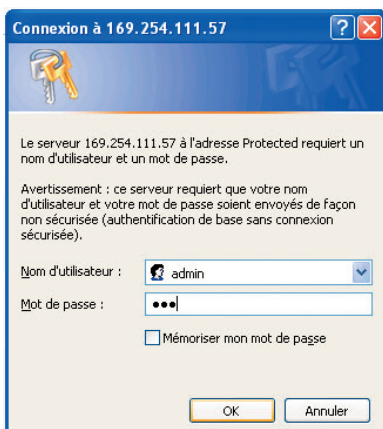 Connexion à 169.254.111.57
Le serveur 169.254.111.57 à l'adresse Protected requiert un
nom d'utilisateur et un mot de passe.
Avertissement : ce serveur requiert que votre nom
d'utilisateur et votre mot de passe soient envoyés de façon
non sécurisée (authentification de base sans connexion
sécurisée).
Nom d'utilisateur : admin
Mot de passe : •••
Mémoriser mon mot de passe
OK Annuler